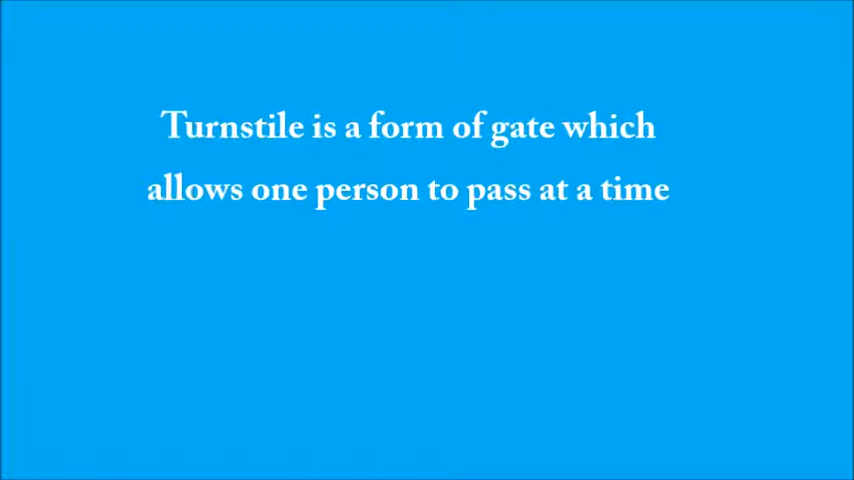 Turnstile is a form of gate which
allows one person to pass at a time